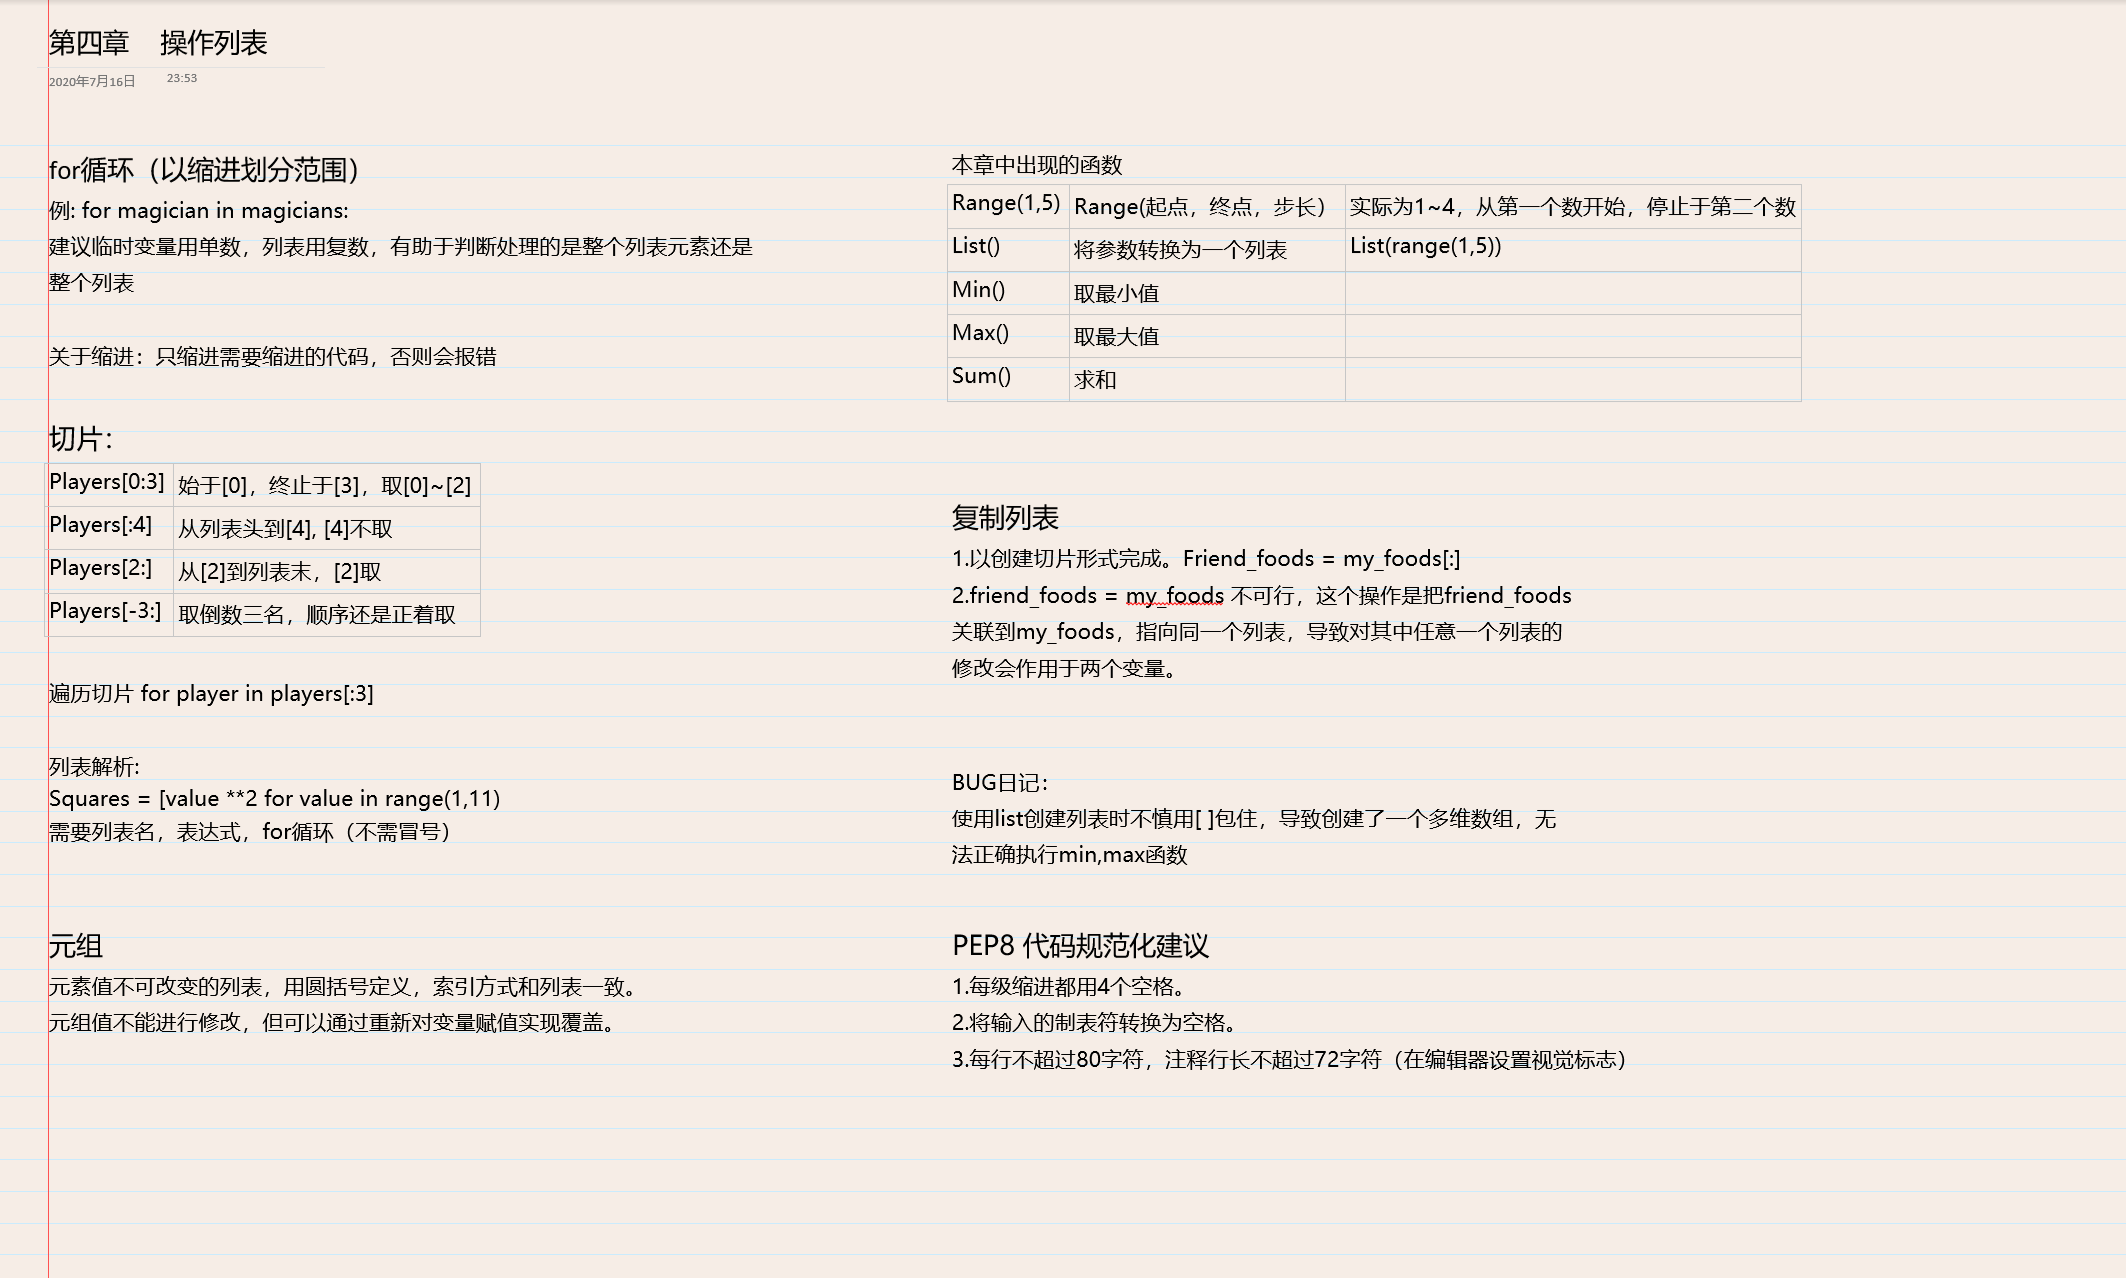 第四章 操作列表
2020年7月16日 23:53
for循环（以缩进划分范围）
例: for magician in magicians:
建议临时变量用单数，列表用复数，有助于判断处理的是整个列表元素还是
整个列表
关于缩进：只缩进需要缩进的代码，否则会报错
切片：
Players[0:3] 始于[0]，终止于[3]，取[0]~[2]
Players[:4] 从列表头到[4], [4]不取
Players[2:] 从[2]到列表末，[2]取
Players[-3:] 取倒数三名，顺序还是正着取
遍历切片 for player in players[:3]
列表解析:
Squares = [value **2 for value in range(1,11)
需要列表名，表达式，for循环（不需冒号）
元组
元素值不可改变的列表，用圆括号定义，索引方式和列表一致。
元组值不能进行修改，但可以通过重新对变量赋值实现覆盖。
本章中出现的函数
Range(1,5) Range(起点，终点，步长） 实际为1~4，从第一个数开始，停止于第二个数
List() 将参数转换为一个列表 List(range(1,5))
Min() 取最小值
Max() 取最大值
Sum() 求和
复制列表
1.以创建切片形式完成。Friend_foods = my_foods[:]
2.friend_foods = my_foods 不可行，这个操作是把friend_foods
关联到my_foods，指向同一个列表，导致对其中任意一个列表的
修改会作用于两个变量。
BUG日记：
使用list创建列表时不慎用[ ]包住，导致创建了一个多维数组，无
法正确执行min,max函数
PEP8 代码规范化建议
1.每级缩进都用4个空格。
2.将输入的制表符转换为空格。
3.每行不超过80字符，注释行长不超过72字符（在编辑器设置视觉标志）